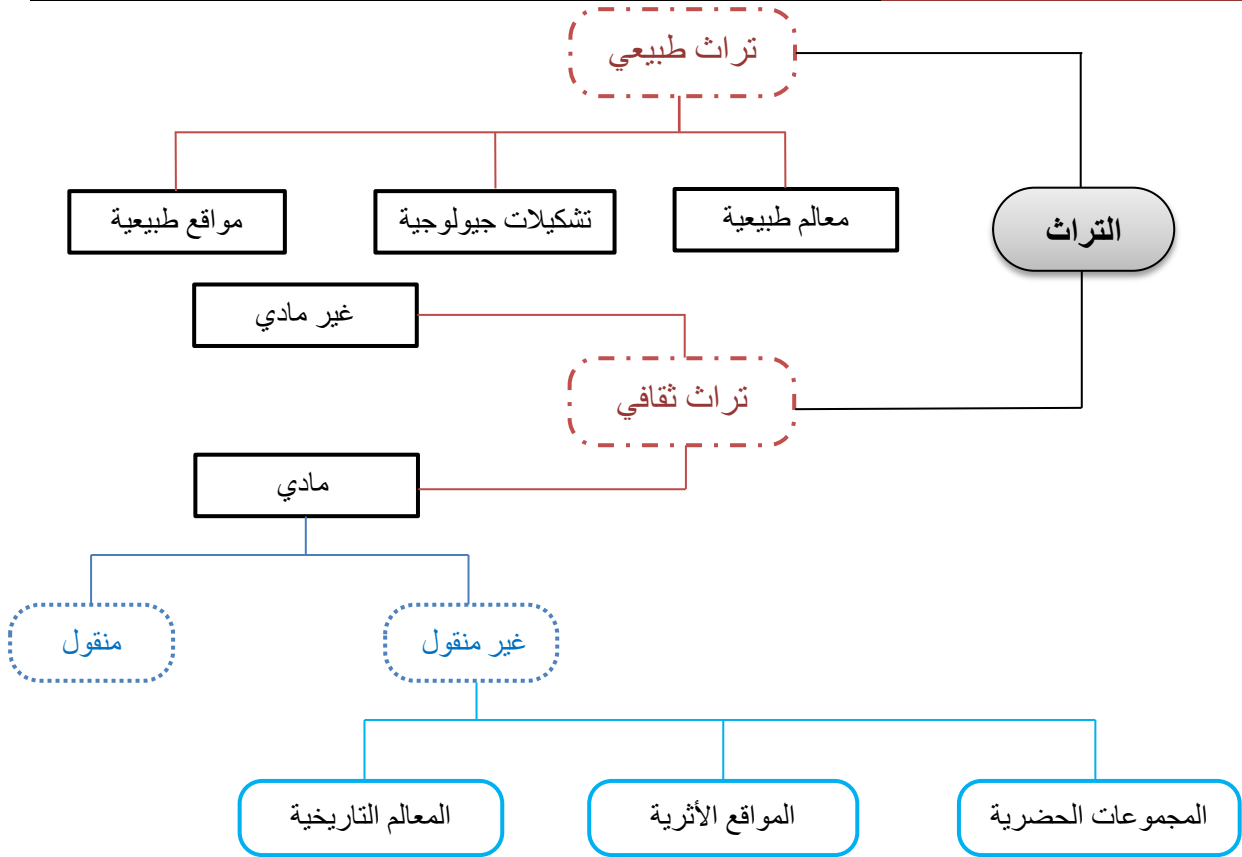 تراث طبيعي
معالم طبيعية
تشكيلات جيولوجية
مواقع طبيعية
التراث
غير مادي
تراث ثقافي
مادي
غير منقول
منقول
المجموعات الحضرية
المواقع الأثرية
المعالم التاريخية